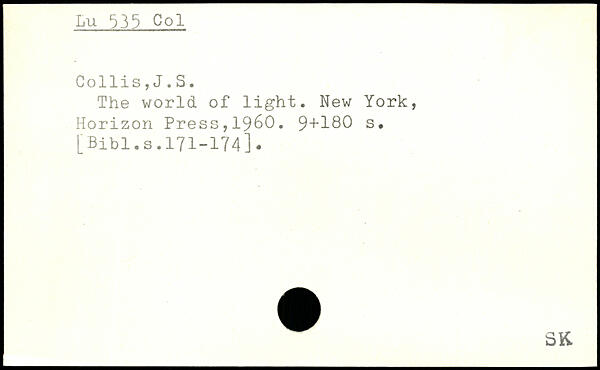 Lu 535 Col
Collis,J.S.
The world of light. New York,
Horizon Press,1960. 9+180 s.
[Bibl.s.171-174].
SK